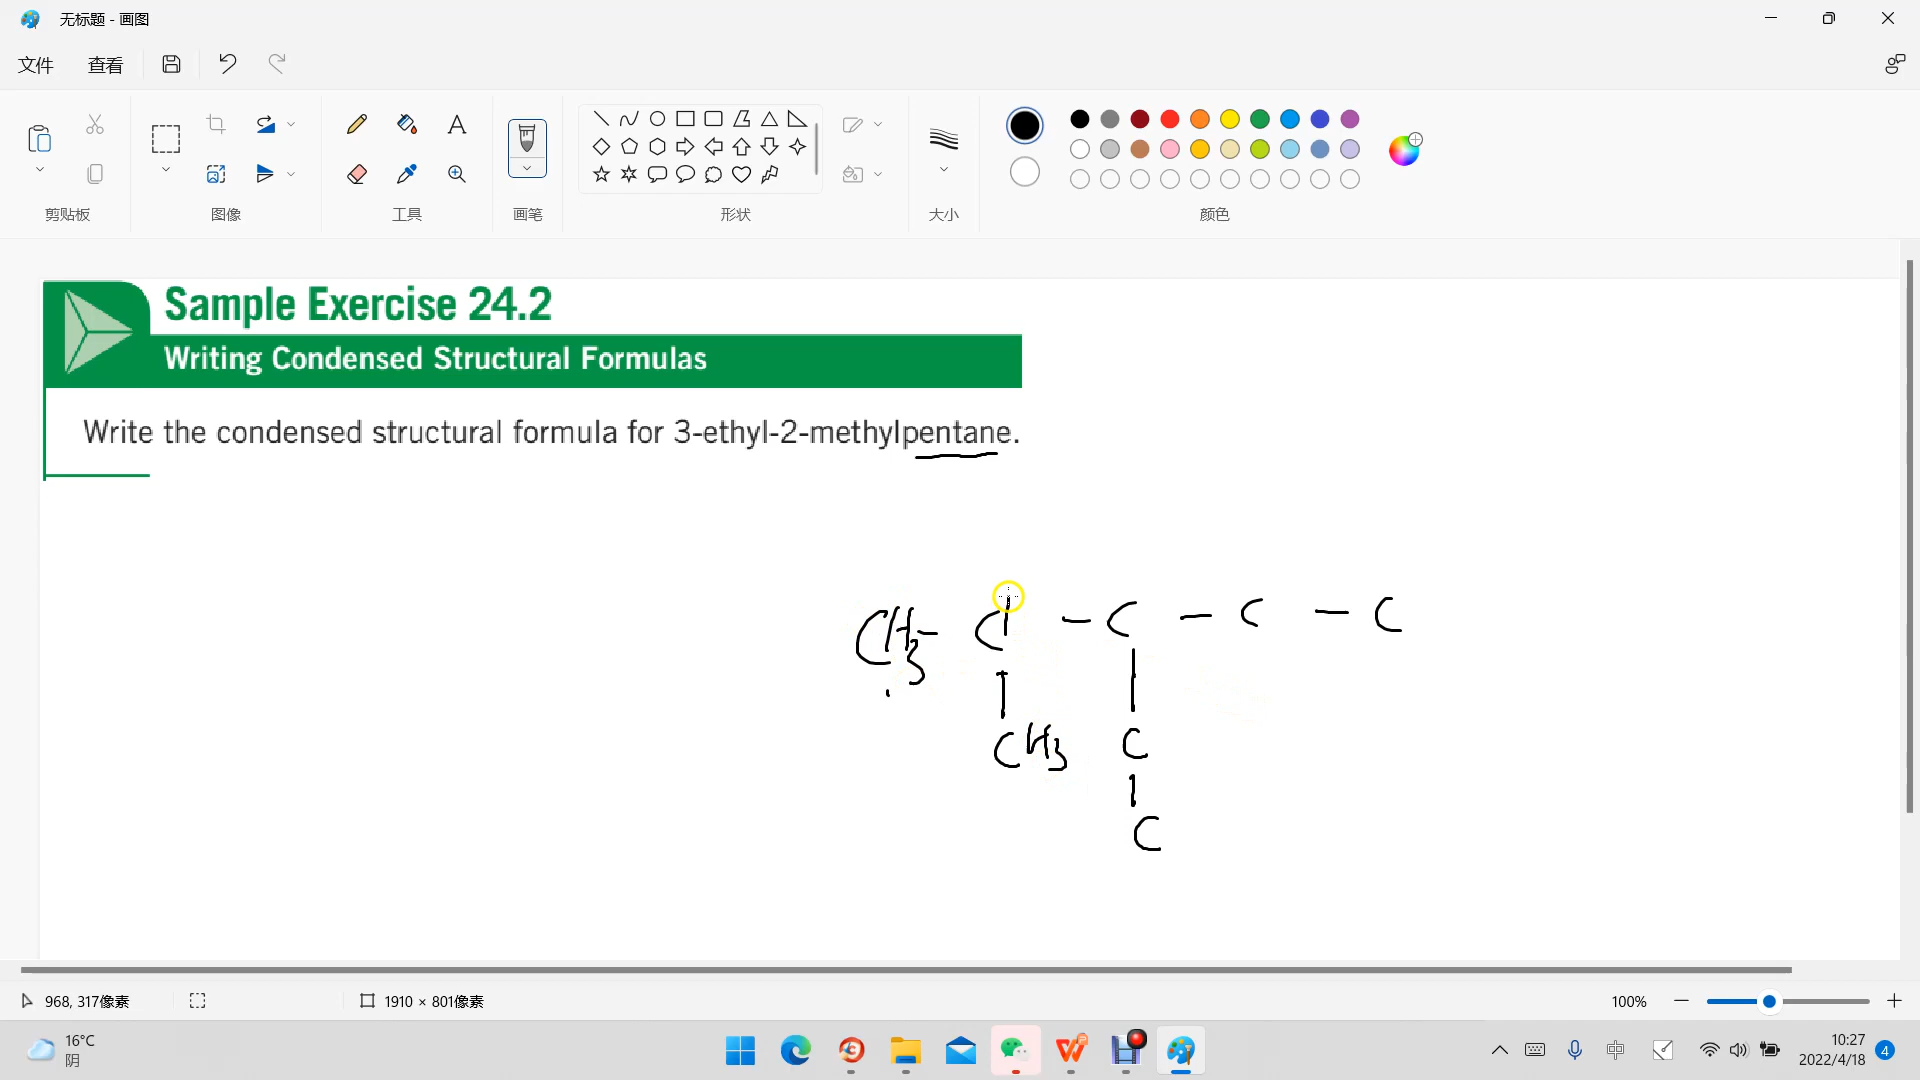 无标题 - 画图
文件 查看
剪贴板 图像 工具 画笔 形状 大小 颜色
Sample Exercise 24.2
Writing Condensed Structural Formulas
Write the condensed structural formula for 3-ethyl-2-methylpentane.
CH3 - C - C - C - C
CH3 C
C
968, 317像素 1910 × 801像素 100%
16°C
阴
中
10:27
2022/4/18 4